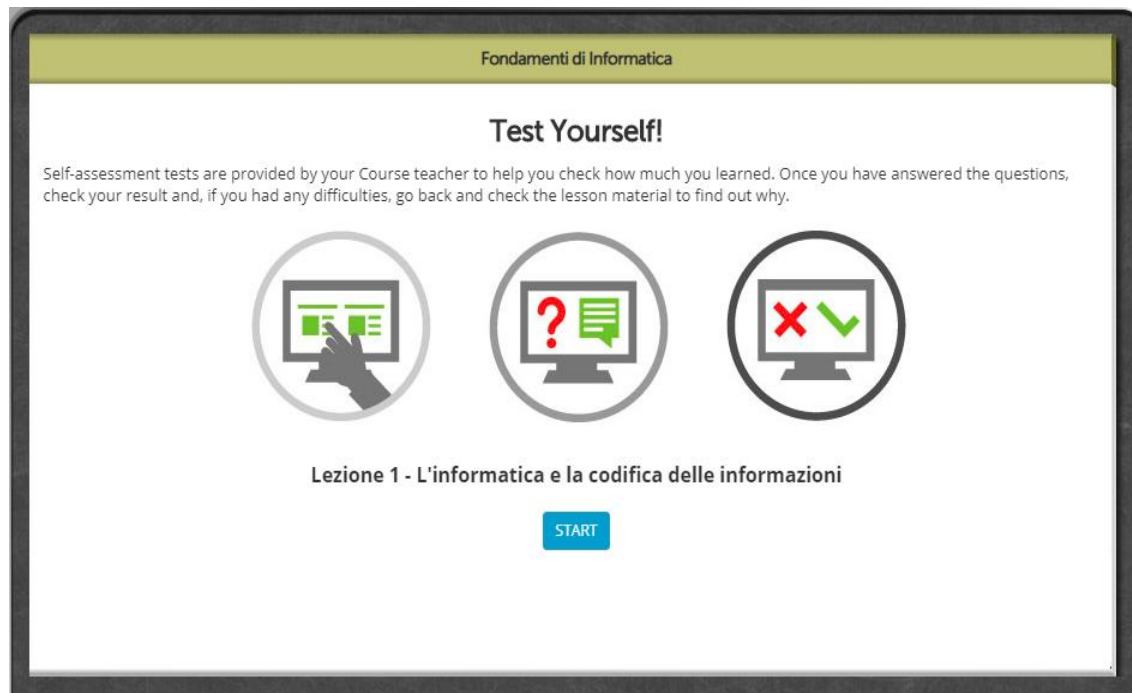 Fondamenti di Informatica
Test Yourself!
Self-assessment tests are provided by your Course teacher to help you check how much you learned. Once you have answered the questions,
check your result and, if you had any difficulties, go back and check the lesson material to find out why.
Lezione 1 - L'informatica e la codifica delle informazioni
START